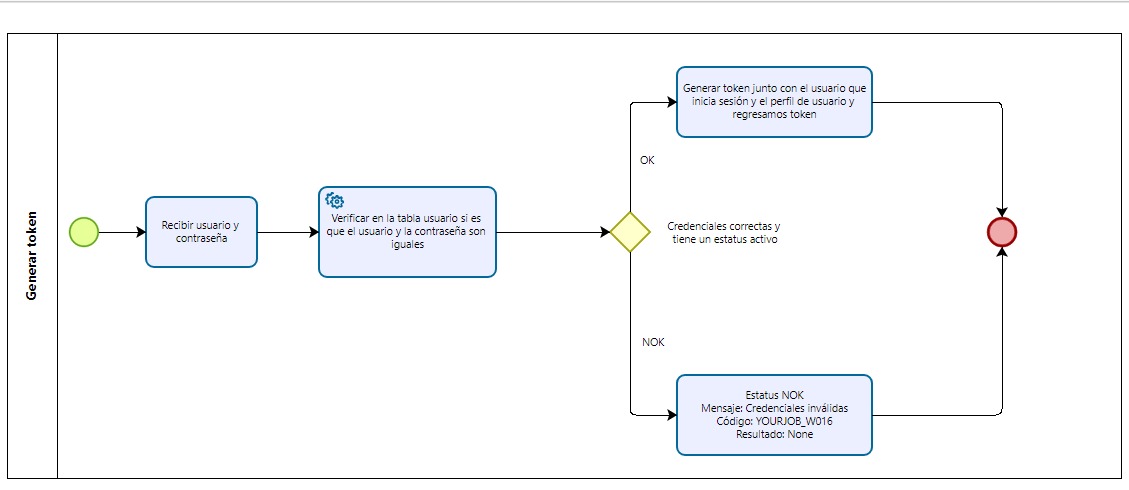 Generar token
Recibir usuario y
contraseña
Verificar en la tabla usuario si es
que el usuario y la contraseña son
iguales
Generar token junto con el usuario que
inicia sesión y el perfil de usuario y
regresamos token
OK
Credenciales correctas y
tiene un estatus activo
NOK
Estatus NOK
Mensaje: Credenciales inválidas
Código: YOURJOB_W016
Resultado: None